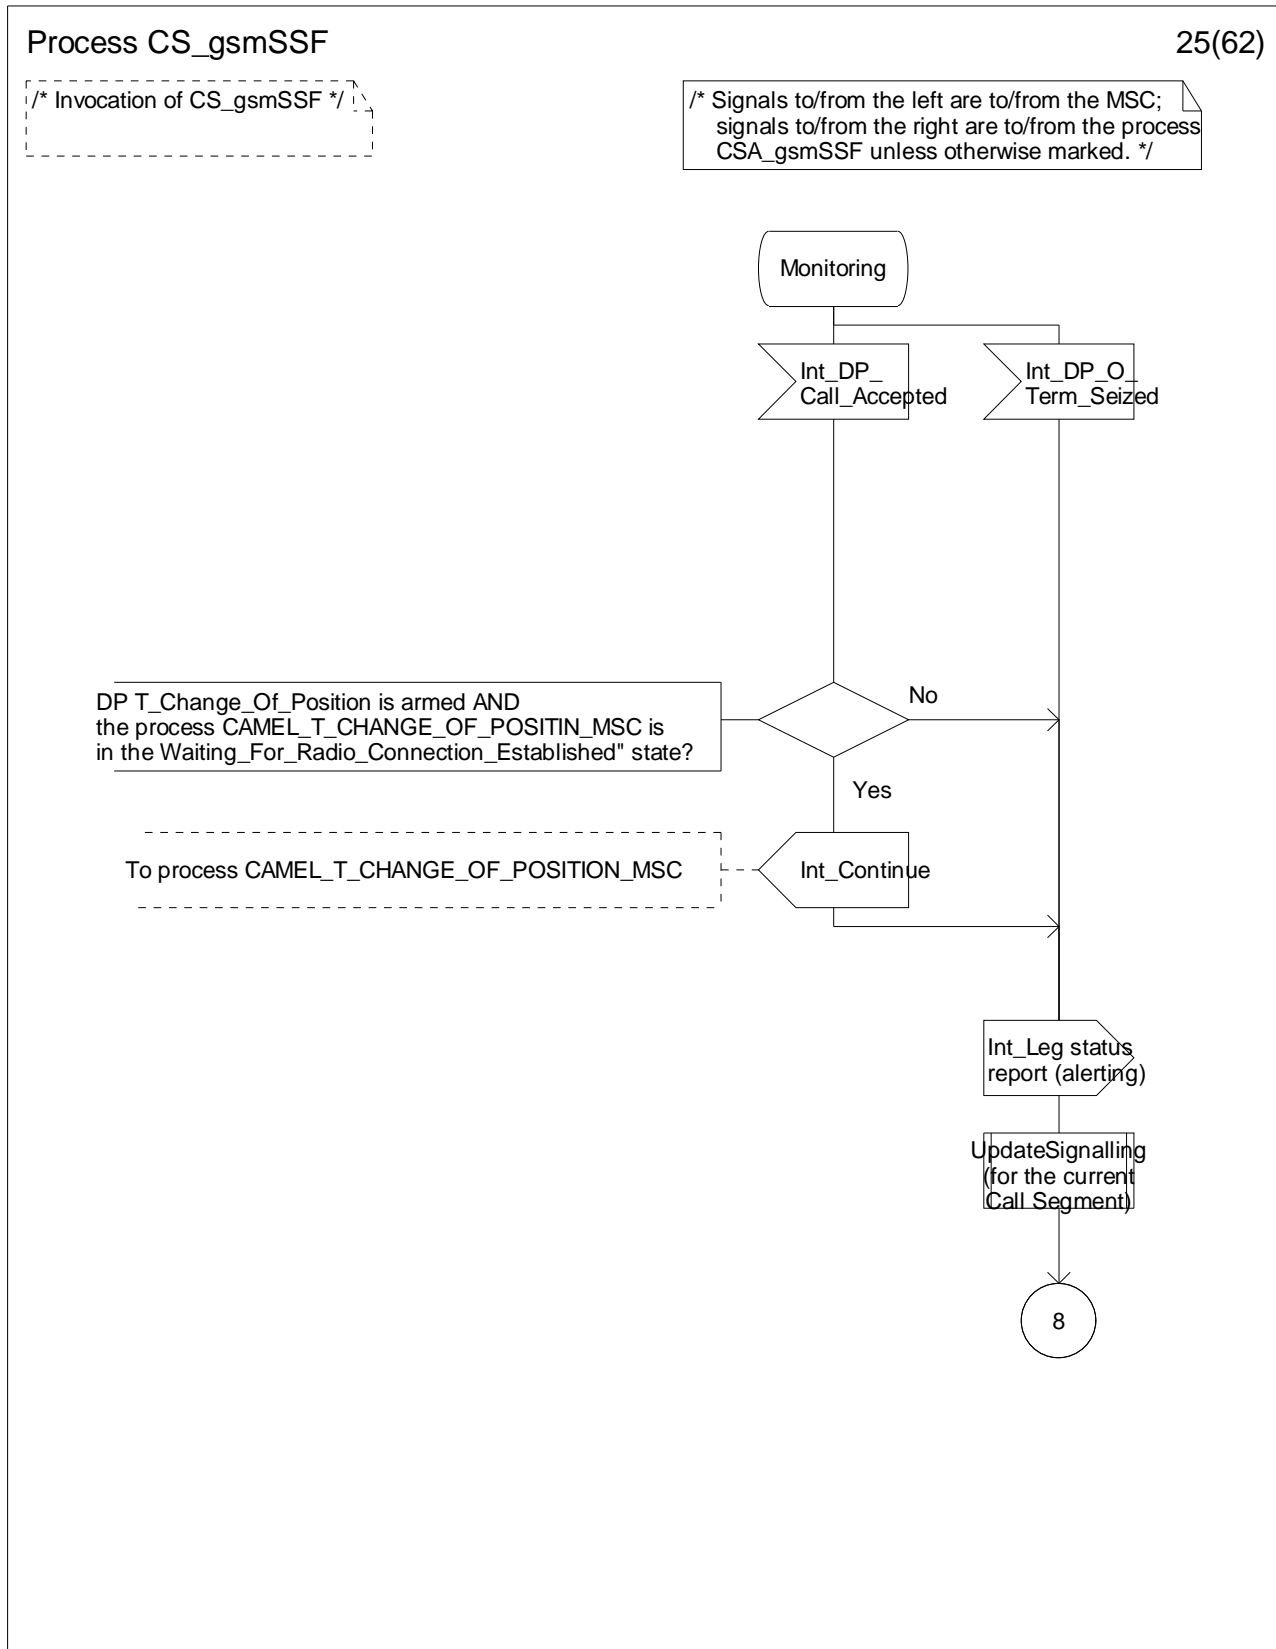 Process CS_gsmSSF
25(62)
/* Invocation of CS_gsmSSF */
/* Signals to/from the left are to/from the MSC;
signals to/from the right are to/from the process
CSA_gsmSSF unless otherwise marked. */
Monitoring
Int_DP_
Call_Accepted
Int_DP_O_
Term_Seized
DP T_Change_Of_Position is armed AND
the process CAMEL_T_CHANGE_OF_POSITIN_MSC is
in the Waiting_For_Radio_Connection_Established" state?
No
Yes
To process CAMEL_T_CHANGE_OF_POSITION_MSC
Int_Continue
Int_Leg status
report (alerting)
UpdateSignalling
(for the current
Call Segment)
8